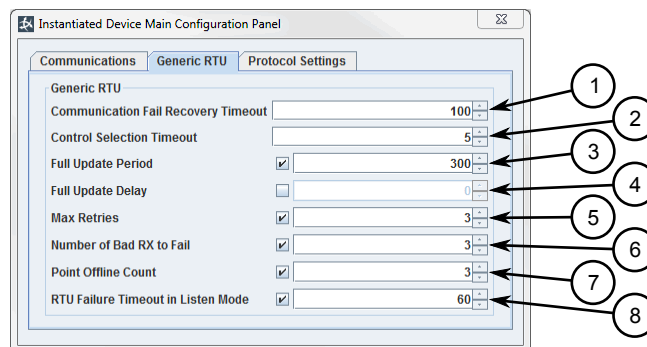 Instantiated Device Main Configuration Panel
Communications Generic RTU Protocol Settings
Generic RTU
Communication Fail Recovery Timeout 100 1
Control Selection Timeout 5 2
Full Update Period 300 3
Full Update Delay 0 4
Max Retries 3 5
Number of Bad RX to Fail 3 6
Point Offline Count 3 7
RTU Failure Timeout in Listen Mode 60 8